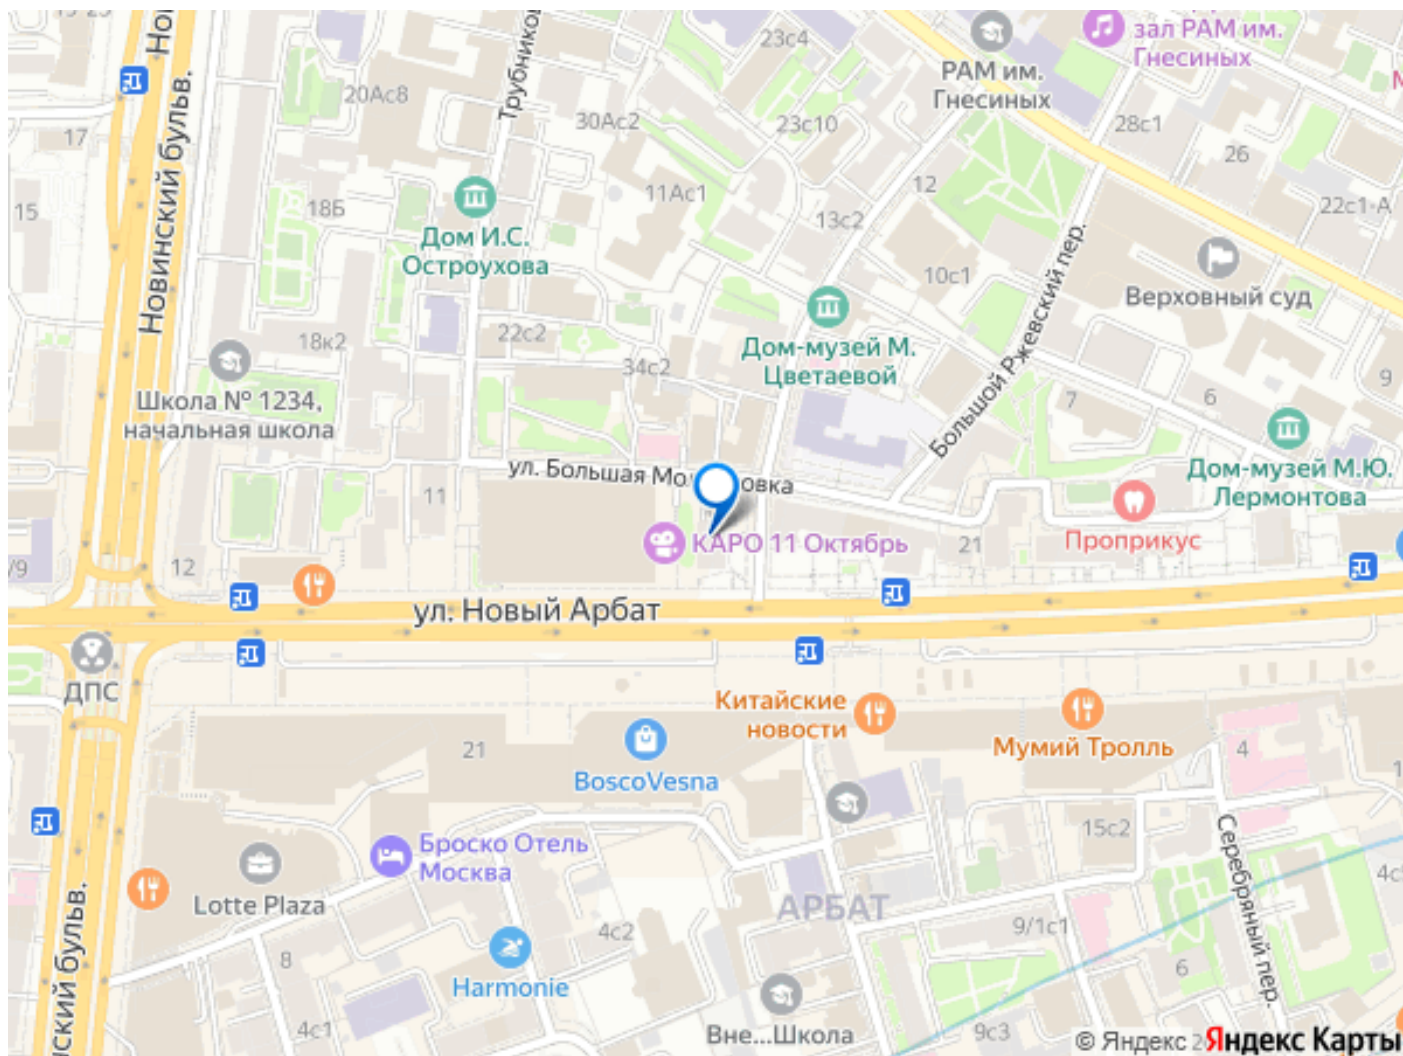 Новинский бульв.
23с4
зал РАМ им.
Гнесиных
РАМ им.
Гнесиных
20Ас8
30Ас2
23с10
28с1
17
26
15
18Б
11Ас1
12
22с1-А
13с2
Дом И.С.
Остроухова
10с1
Верховный суд
Большой Ржевский пер.
18к2
22с2
34с2
Дом-музей М.
Цветаевой
7
6
9
Школа № 1234,
начальная школа
ул. Большая Мол
овка
Дом-музей М.Ю.
Лермонтова
11
КАРО 11 Октябрь
21
Проприкус
/9
12
ул. Новый Арбат
ДПС
Китайские
новости
Мумий Тролль
21
4
BoscoVesna
15с2
Серебряный пер.
Броско Отель
Москва
Lotte Plaza
АРБАТ
9/1с1
4с2
8
6
Harmonie
4с1
Вне...Школа
9с3
нский бульв.
© Яндекс
Яндекс Карты